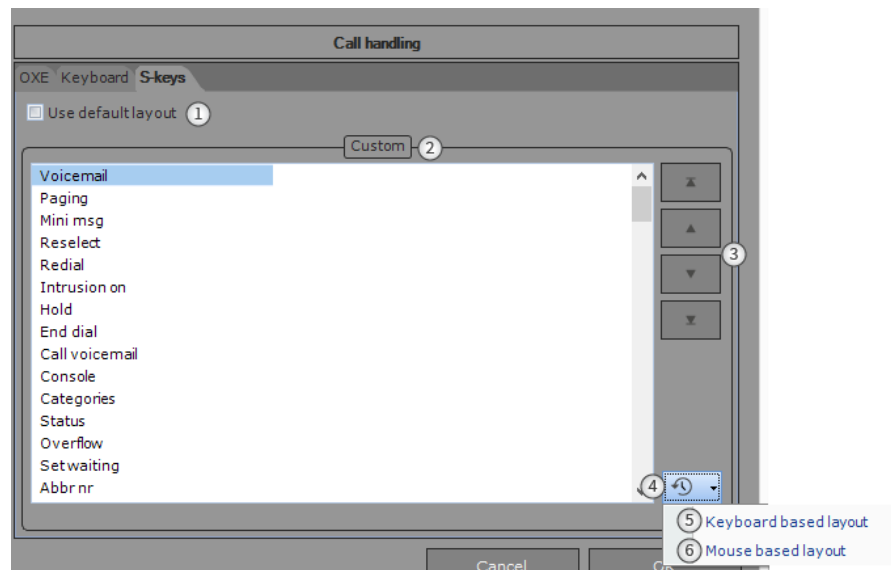 Call handling
OXE Keyboard S-keys
Use default layout 1
Custom 2
Voicemail
Paging
Mini msg
Reselect
Redial
3
Intrusion on
Hold
End dial
Call voicemail
Console
Categories
Status
Overflow
Set waiting
Abbr nr
4
5 Keyboard based layout
6 Mouse based layout
Cancel